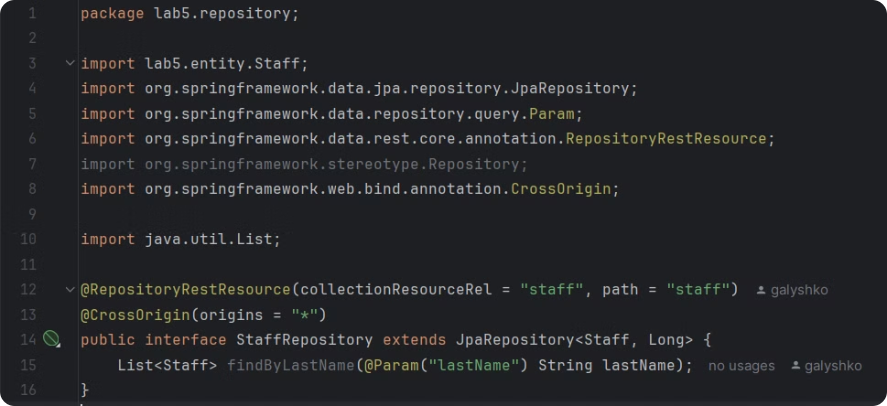 1 package lab5.repository;
2
3 import lab5.entity.Staff;
4 import org.springframework.data.jpa.repository.JpaRepository;
5 import org.springframework.data.repository.query.Param;
6 import org.springframework.data.rest.core.annotation.RepositoryRestResource;
7 import org.springframework.stereotype.Repository;
8 import org.springframework.web.bind.annotation.CrossOrigin;
9
10 import java.util.List;
11
12 @RepositoryRestResource(collectionResourceRel = "staff", path = "staff") galyshko
13 @CrossOrigin(origins = "*")
14 public interface StaffRepository extends JpaRepository<Staff, Long> {
15 List<Staff> findByLastName(@Param("lastName") String lastName); no usages galyshko
16 }